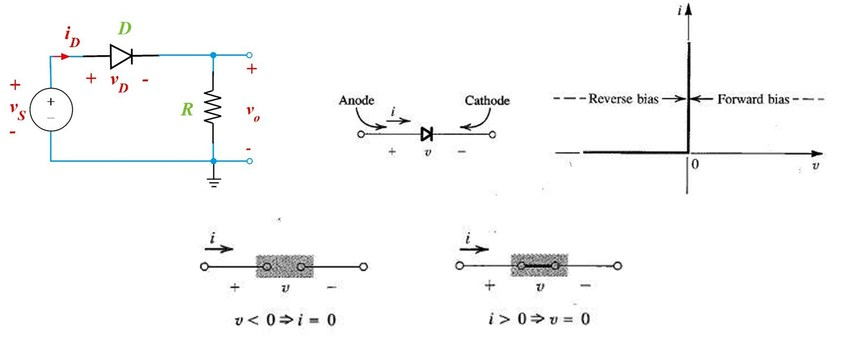 i_D
D
+ v_D -
+
v_S
-
+
-
R
+
v_o
-
Anode
i
Cathode
+ v −
i
Reverse bias
Forward bias
0
v
i
+ v −
v < 0 ⇒ i = 0
i
+ v −
i > 0 ⇒ v = 0